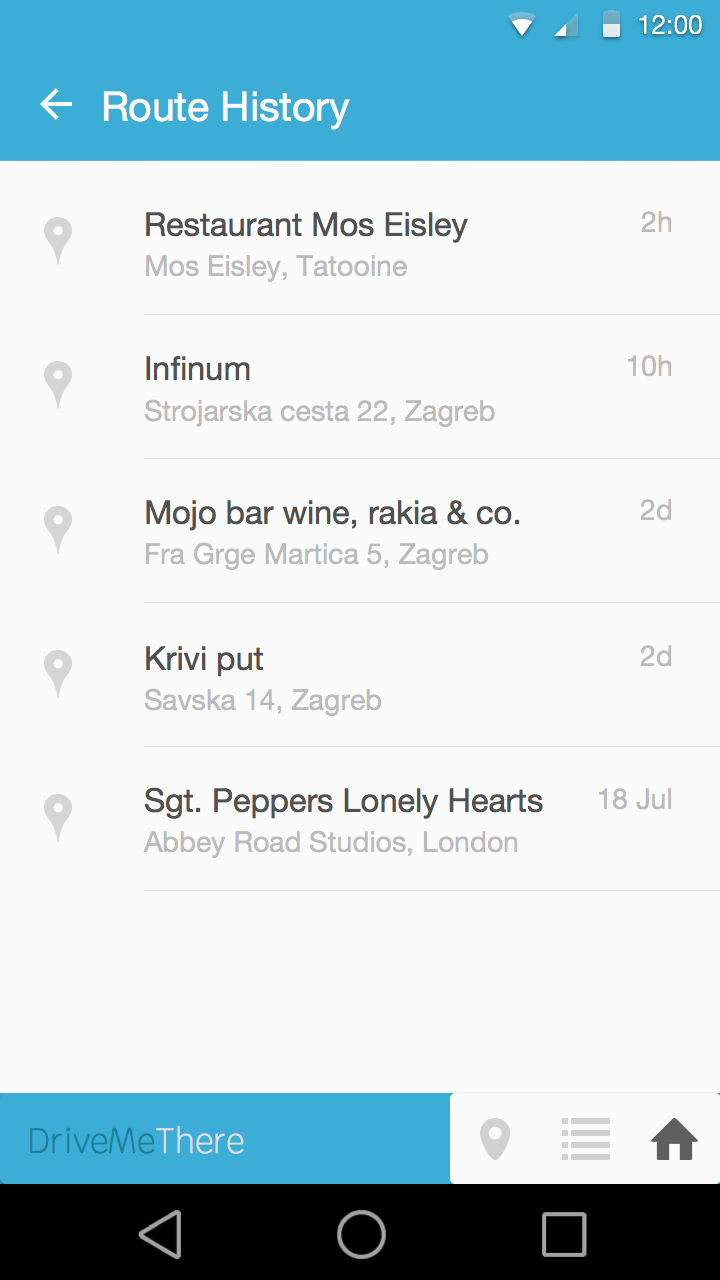 12:00
Route History
Restaurant Mos Eisley 2h
Mos Eisley, Tatooine
Infinum 10h
Strojarska cesta 22, Zagreb
Mojo bar wine, rakia & co. 2d
Fra Grge Martica 5, Zagreb
Krivi put 2d
Savska 14, Zagreb
Sgt. Peppers Lonely Hearts 18 Jul
Abbey Road Studios, London
DriveMeThere